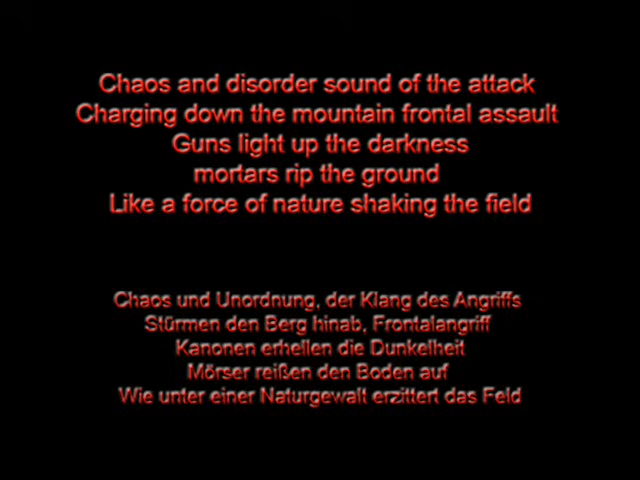 Chaos and disorder sound of the attack
Charging down the mountain frontal assault
Guns light up the darkness
mortars rip the ground
Like a force of nature shaking the field
Chaos und Unordnung, der Klang des Angriffs
Stürmen den Berg hinab, Frontalangriff
Kanonen erhellen die Dunkelheit
Mörser reißen den Boden auf
Wie unter einer Naturgewalt erzittert das Feld